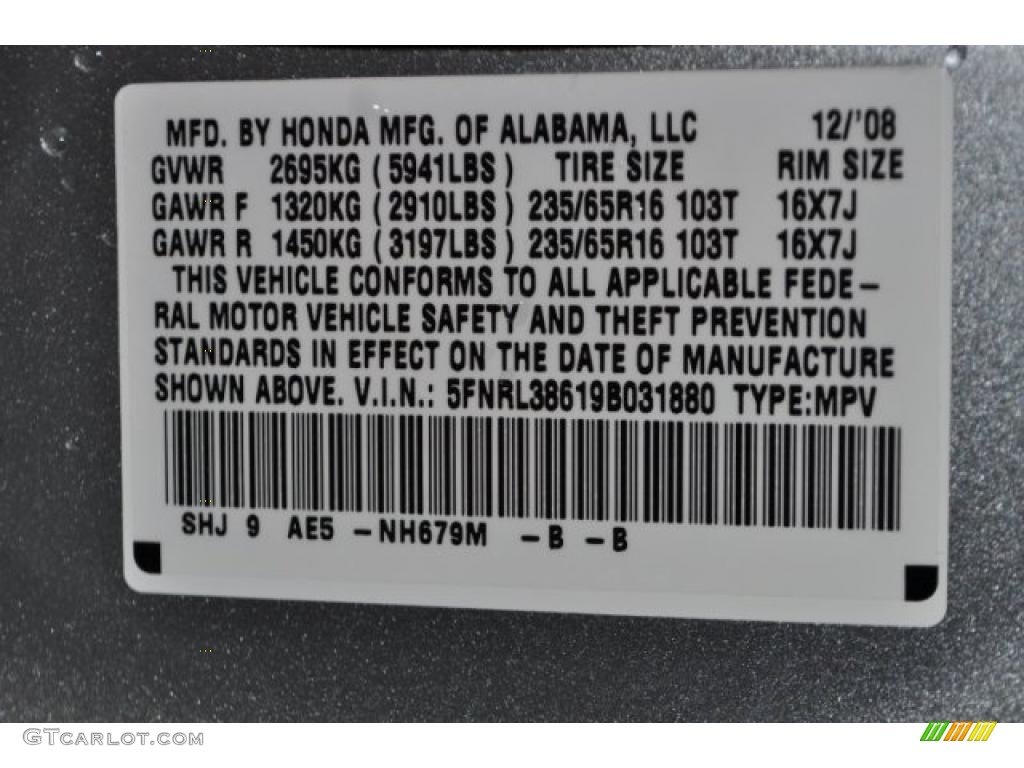 MFD. BY HONDA MFG. OF ALABAMA, LLC 12/'08
GVWR 2695KG (5941LBS) TIRE SIZE RIM SIZE
GAWR F 1320KG (2910LBS) 235/65R16 103T 16X7J
GAWR R 1450KG (3197LBS) 235/65R16 103T 16X7J
THIS VEHICLE CONFORMS TO ALL APPLICABLE FEDE-
RAL MOTOR VEHICLE SAFETY AND THEFT PREVENTION
STANDARDS IN EFFECT ON THE DATE OF MANUFACTURE
SHOWN ABOVE. V.I.N.: 5FNRL38619B031880 TYPE:MPV
SHJ 9 AE5 -NH679M -B -B
GTCARLOT.COM